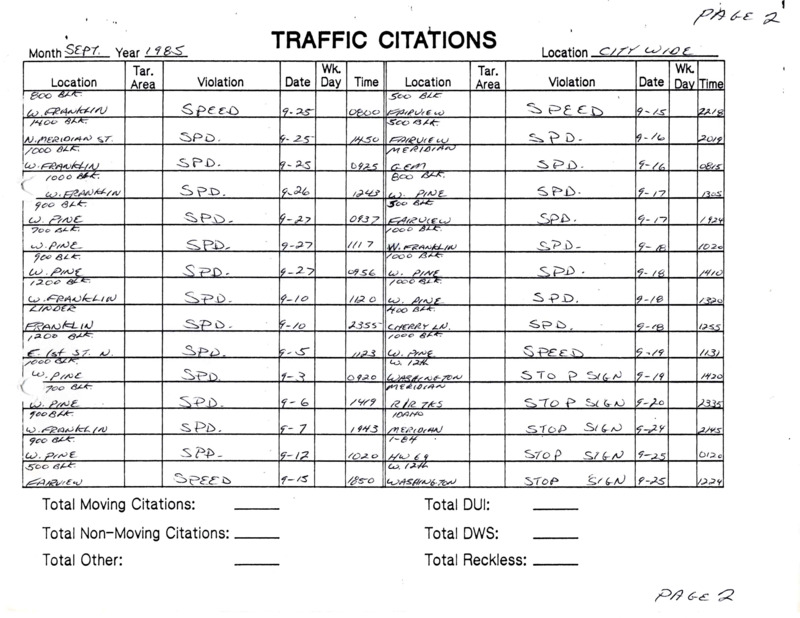 PAGE 2
TRAFFIC CITATIONS
Month SEPT. Year 1985 Location CITY WIDE
Location Tar. Area Violation Date Wk. Day Time Location Tar. Area Violation Date Wk. Day Time
800 BLK. 500 BLK
W. FRANKLIN SPEED 9-25 0800 FAIRVIEW SPEED 9-15 2218
1400 BLK. 500 BLK.
N. MERIDIAN ST. SPD. 9-25 1450 FAIRVIEW SPD. 9-16 2019
1000 BLK. MERIDIAN
W. FRANKLIN SPD. 9-25 0925 GEM SPD. 9-16 0815
1000 BLK. 800 BLK.
W. FRANKLIN SPD. 9-26 1243 W. PINE SPD. 9-17 1305
900 BLK. 500 BLK.
W. PINE SPD. 9-27 0937 FAIRVIEW SPD. 9-17 1924
700 BLK. 1000 BLK.
W. PINE SPD. 9-27 1117 W. FRANKLIN SPD- 9-18 1020
900 BLK. 1000 BLK.
W. PINE SPD. 9-27 0956 W. PINE SPD. 9-18 1410
1200 BLK. 1000 BLK.
W. FRANKLIN SPD. 9-10 1120 W. PINE SPD. 9-18 1320
LINDER 400 BLK.
FRANKLIN SPD. 9-10 2355 CHERRY LN. SPD. 9-18 1255
1200 BLK. 1000 BLK.
E. 1st ST. N. SPD. 9-5 1123 W. PINE SPEED 9-19 1131
1000 BLK. W. 12th
W. PINE SPD. 9-3 0920 WASHINGTON STOP SIGN 9-19 1420
700 BLK. MERIDIAN
W. PINE SPD. 9-6 1419 R/R TKS STOP SIGN 9-20 2335
900 BLK. IDAHO
W. FRANKLIN SPD. 9-7 1943 MERIDIAN STOP SIGN 9-24 2145
900 BLK. I-84
W. PINE SPD. 9-12 1020 HW 69 STOP SIGN 9-25 0120
500 BLK W. 12th
FAIRVIEW SPEED 9-15 1850 WASHINGTON STOP SIGN 9-25 1224
Total Moving Citations: Total DUI:
Total Non-Moving Citations: Total DWS:
Total Other: Total Reckless:
PAGE 2